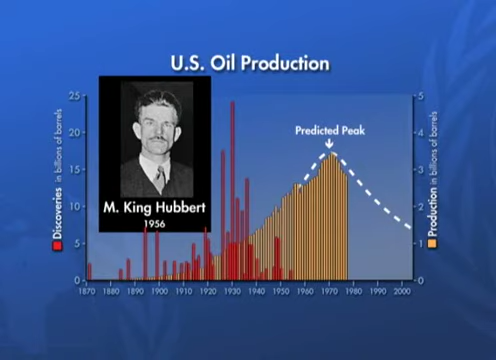 U.S. Oil Production
25
20
15
10
5
0
Discoveries in billions of barrels
M. King Hubbert
1956
Predicted Peak
5
4
3
2
1
0
Production in billions of barrels
1870 1880 1890 1900 1910 1920 1930 1940 1950 1960 1970 1980 1990 2000